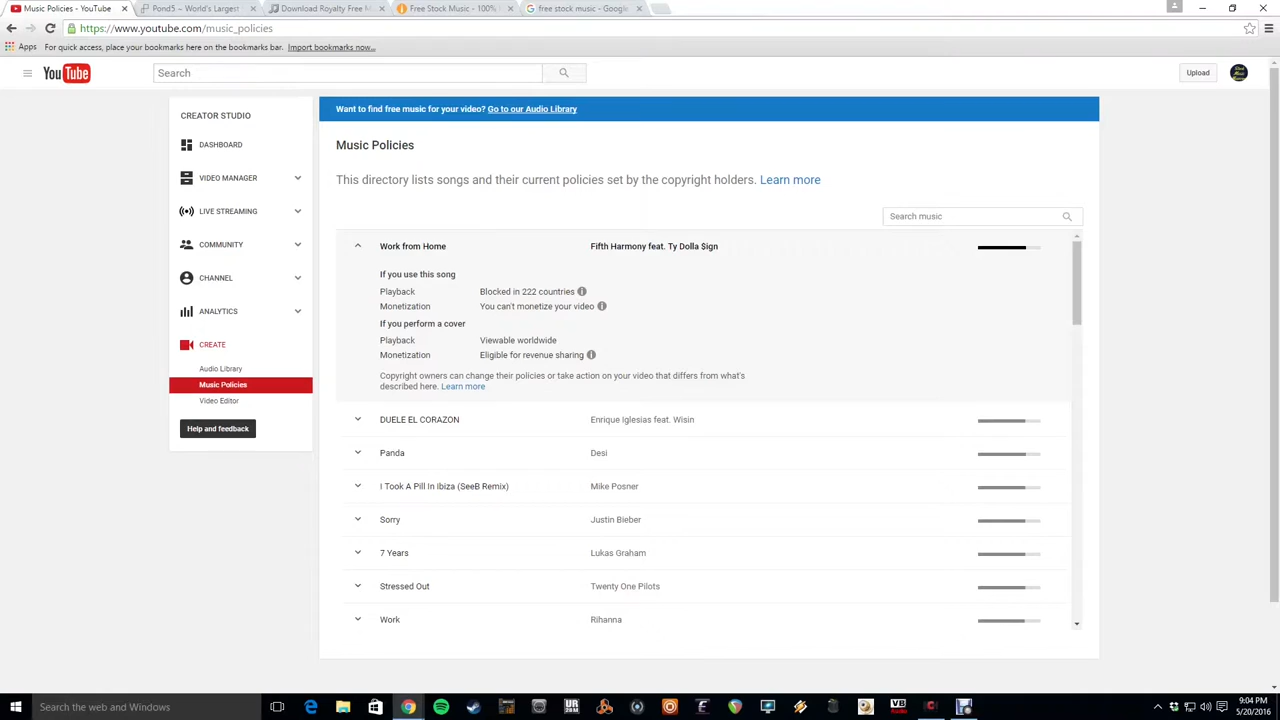 Music Policies - YouTube
Pond5 – World's Largest
Download Royalty Free M
Free Stock Music - 100%
free stock music - Google
https://www.youtube.com/music_policies
Apps
For quick access, place your bookmarks here on the bookmarks bar. Import bookmarks now...
YouTube
Search
Upload
CREATOR STUDIO
DASHBOARD
VIDEO MANAGER
LIVE STREAMING
COMMUNITY
CHANNEL
ANALYTICS
CREATE
Audio Library
Music Policies
Video Editor
Help and feedback
Want to find free music for your video? Go to our Audio Library
Music Policies
This directory lists songs and their current policies set by the copyright holders. Learn more
Search music
Work from Home Fifth Harmony feat. Ty Dolla $ign
If you use this song
Playback Blocked in 222 countries
Monetization You can't monetize your video
If you perform a cover
Playback Viewable worldwide
Monetization Eligible for revenue sharing
Copyright owners can change their policies or take action on your video that differs from what's
described here. Learn more
DUELE EL CORAZON Enrique Iglesias feat. Wisin
Panda Desi
I Took A Pill In Ibiza (SeeB Remix) Mike Posner
Sorry Justin Bieber
7 Years Lukas Graham
Stressed Out Twenty One Pilots
Work Rihanna
Search the web and Windows
9:04 PM
5/20/2016